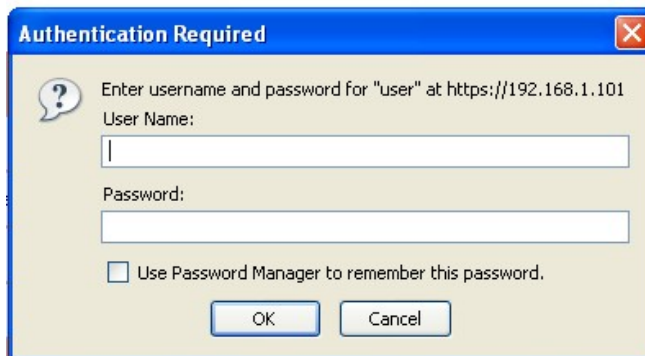 Authentication Required
Enter username and password for "user" at https://192.168.1.101
User Name:
Password:
Use Password Manager to remember this password.
OK
Cancel